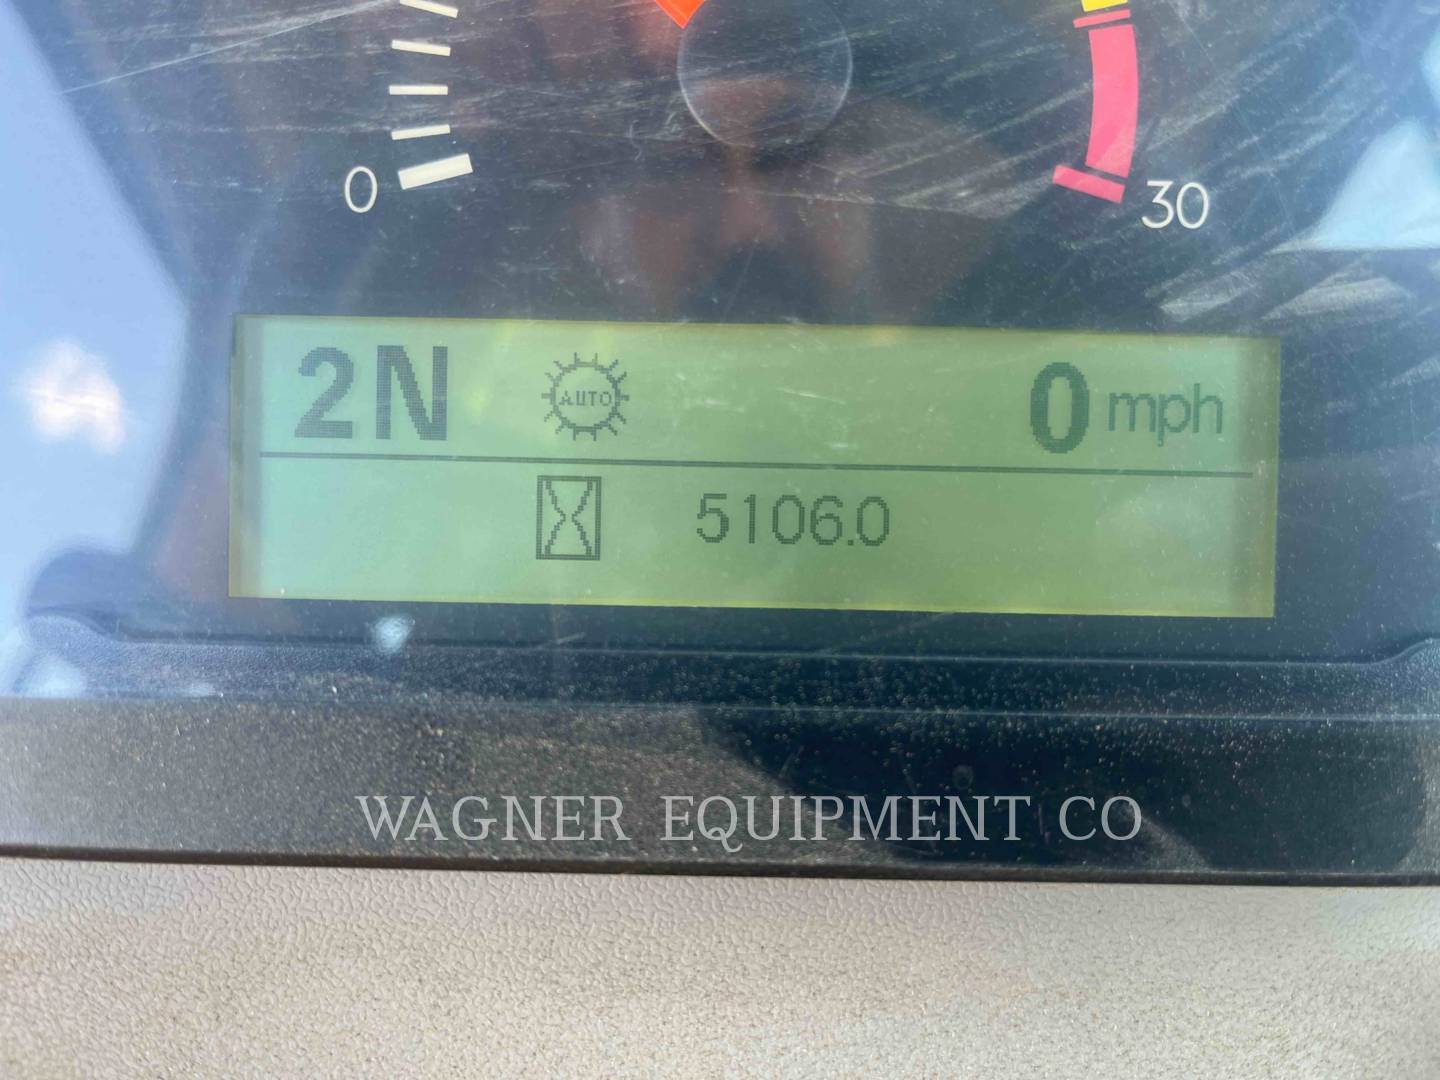 0
30
2N AUTO 0 mph
5106.0
WAGNER EQUIPMENT CO